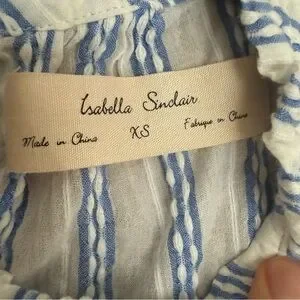 Isabella Sinclair
Made in China XS Fabriqué en Chine